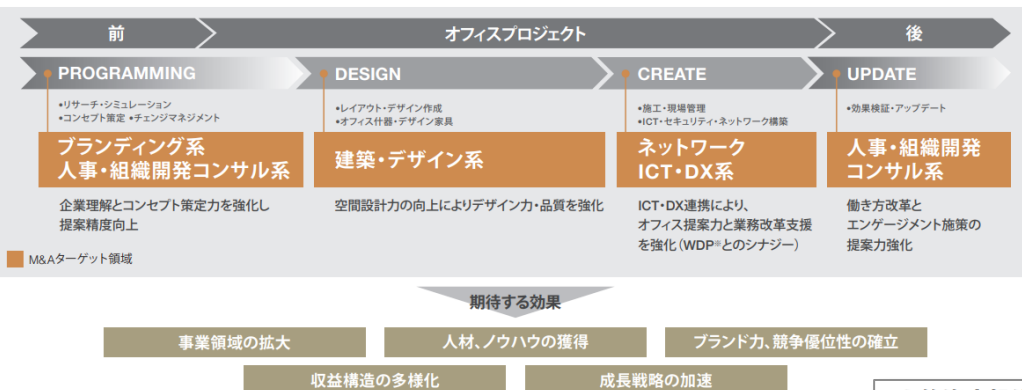 前
オフィスプロジェクト
後
PROGRAMMING
DESIGN
CREATE
UPDATE
•リサーチ・シミュレーション
•コンセプト策定 •チェンジマネジメント
•レイアウト・デザイン作成
•オフィス什器・デザイン家具
•施工・現場管理
•ICT・セキュリティ・ネットワーク構築
•効果検証・アップデート
ブランディング系
人事・組織開発コンサル系
建築・デザイン系
ネットワーク
ICT・DX系
人事・組織開発
コンサル系
企業理解とコンセプト策定力を強化し
提案精度向上
空間設計力の向上によりデザイン力・品質を強化
ICT・DX連携により、
オフィス提案力と業務改革支援
を強化（WDP※とのシナジー）
働き方改革と
エンゲージメント施策の
提案力強化
M&Aターゲット領域
期待する効果
事業領域の拡大
人材、ノウハウの獲得
ブランド力、競争優位性の確立
収益構造の多様化
成長戦略の加速